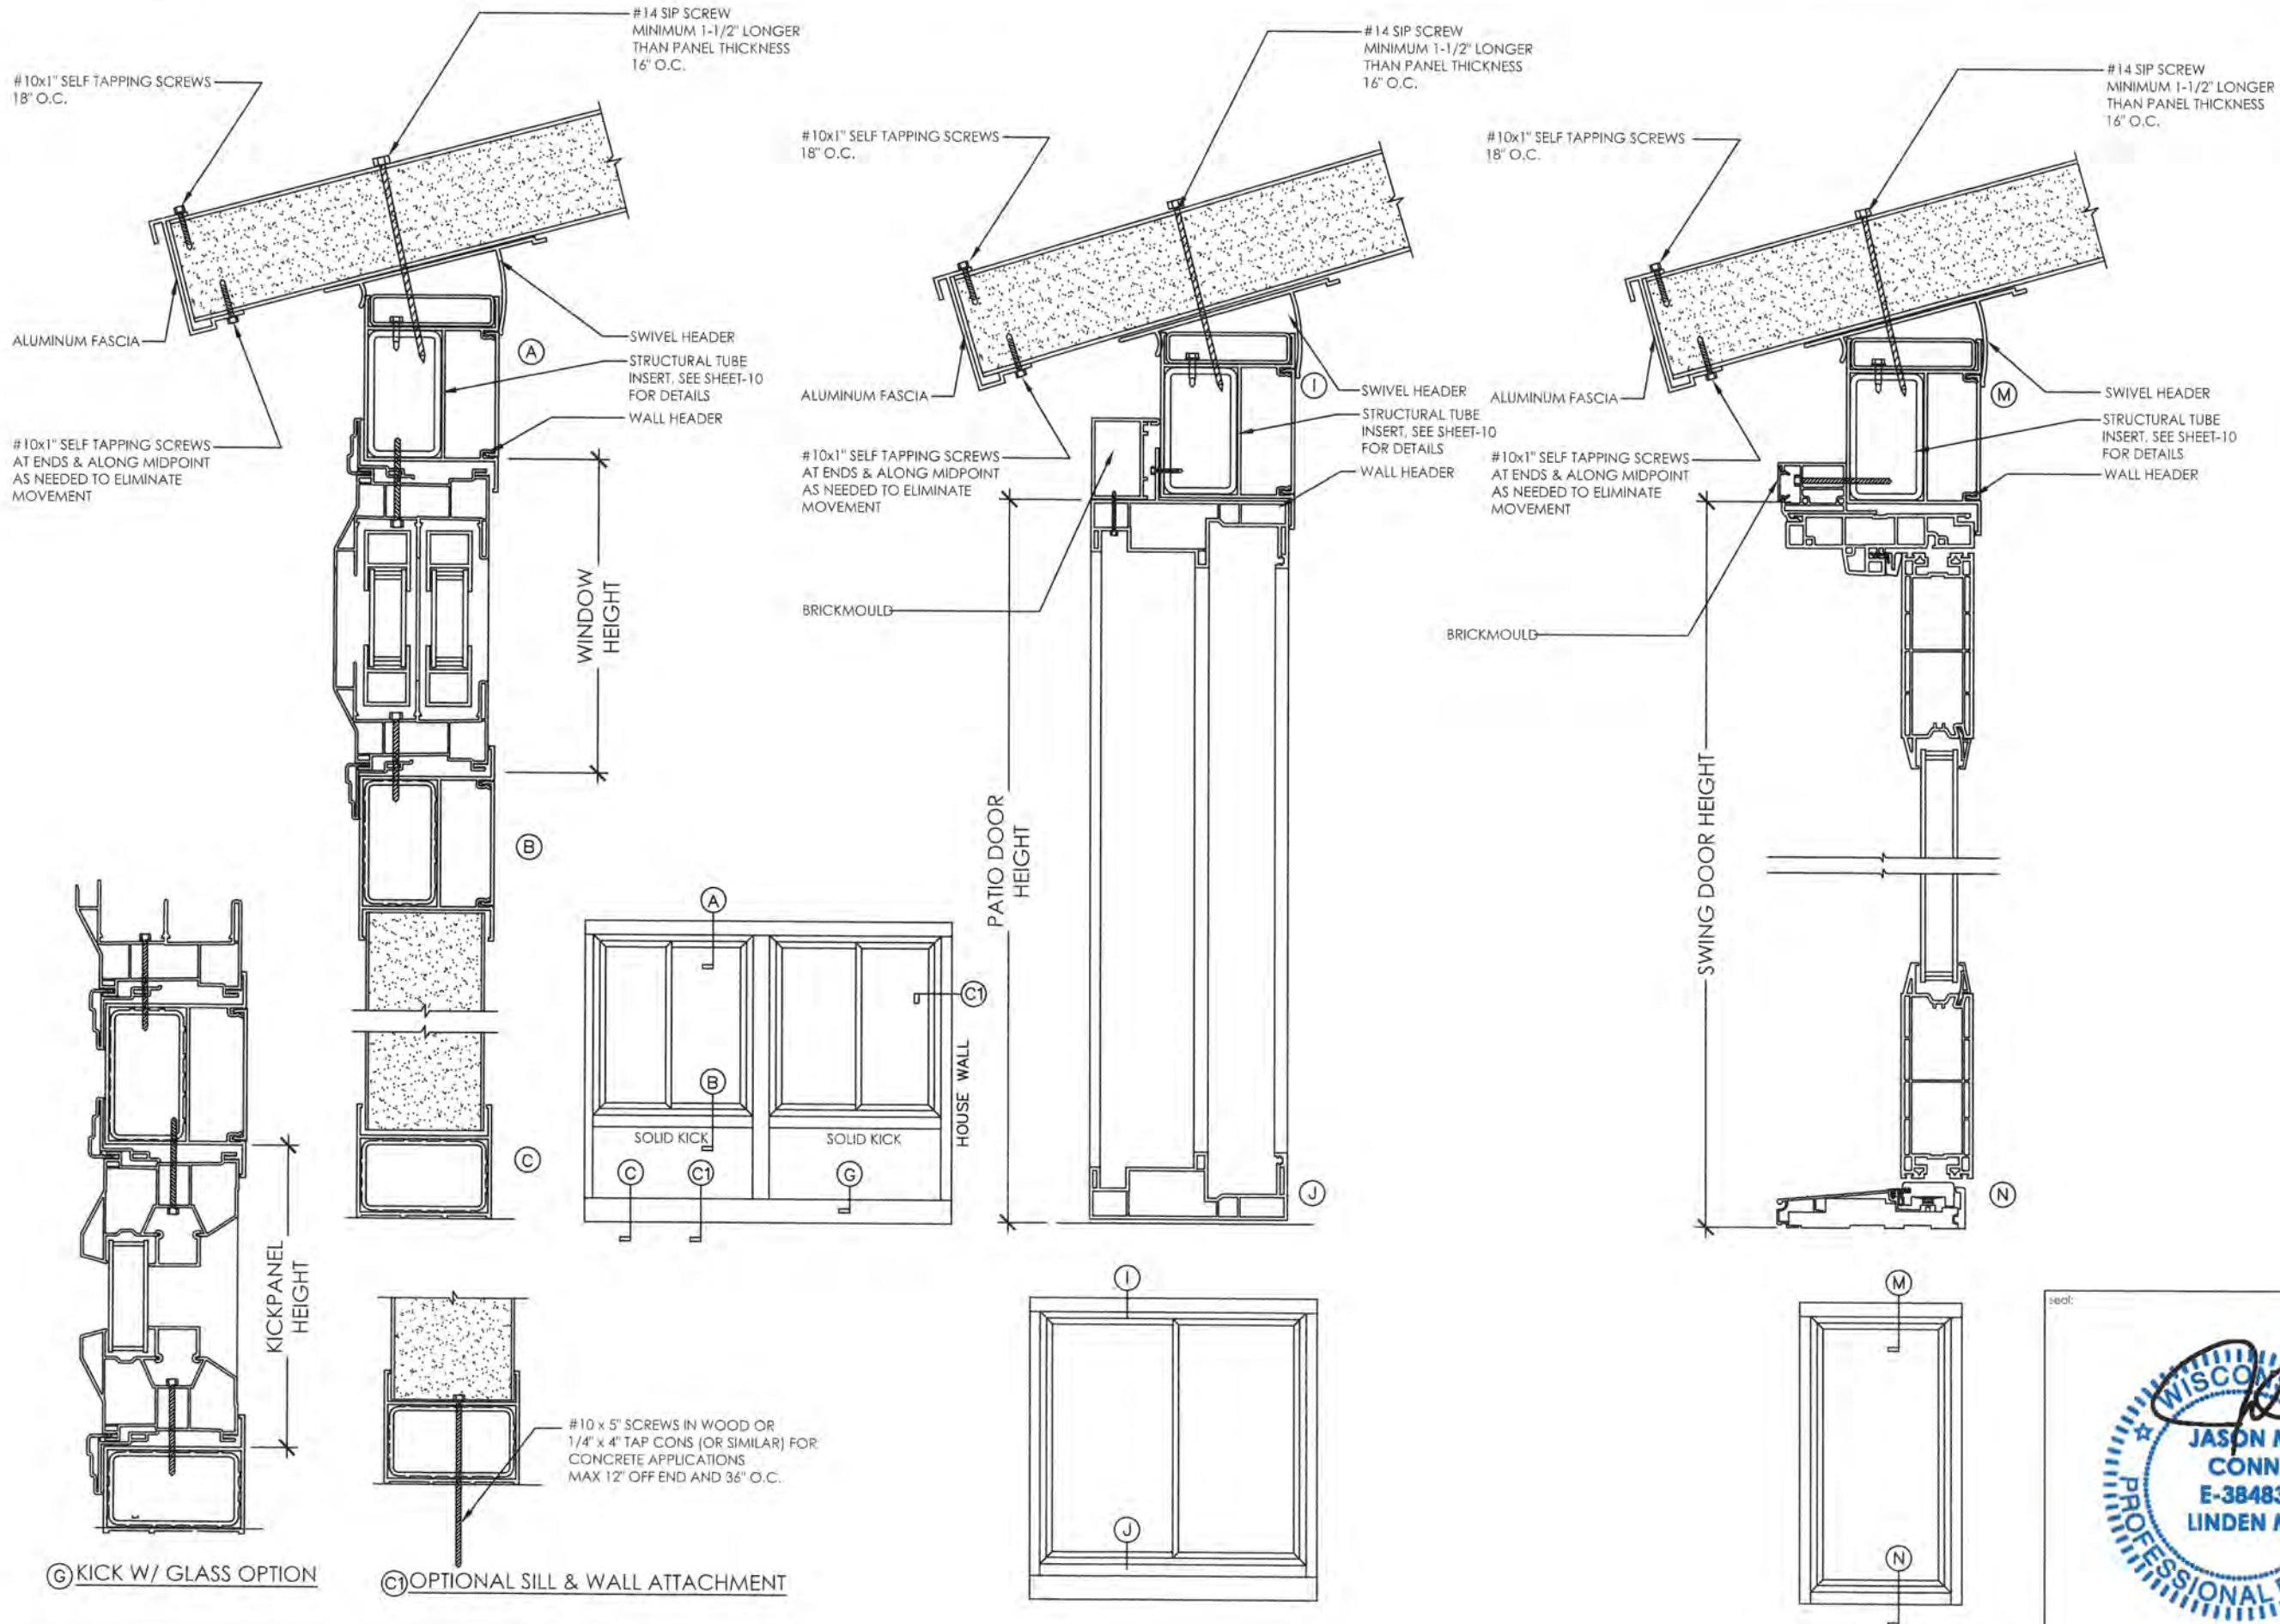 #14 SIP SCREW
MINIMUM 1-1/2" LONGER
THAN PANEL THICKNESS
16" O.C.
#10x1" SELF TAPPING SCREWS
18" O.C.
ALUMINUM FASCIA
SWIVEL HEADER
A
STRUCTURAL TUBE
INSERT, SEE SHEET-10
FOR DETAILS
WALL HEADER
#10x1" SELF TAPPING SCREWS
AT ENDS & ALONG MIDPOINT
AS NEEDED TO ELIMINATE
MOVEMENT
WINDOW
HEIGHT
B
C
KICKPANEL
HEIGHT
G KICK W/ GLASS OPTION
#10 x 5" SCREWS IN WOOD OR
1/4" x 4" TAP CONS (OR SIMILAR) FOR
CONCRETE APPLICATIONS
MAX 12" OFF END AND 36" O.C.
C1 OPTIONAL SILL & WALL ATTACHMENT
A
C1
B
HOUSE WALL
SOLID KICK
SOLID KICK
C
C1
G
#14 SIP SCREW
MINIMUM 1-1/2" LONGER
THAN PANEL THICKNESS
16" O.C.
#10x1" SELF TAPPING SCREWS
18" O.C.
ALUMINUM FASCIA
I
SWIVEL HEADER
STRUCTURAL TUBE
INSERT, SEE SHEET-10
FOR DETAILS
WALL HEADER
#10x1" SELF TAPPING SCREWS
AT ENDS & ALONG MIDPOINT
AS NEEDED TO ELIMINATE
MOVEMENT
BRICKMOULD
PATIO DOOR
HEIGHT
J
I
J
#14 SIP SCREW
MINIMUM 1-1/2" LONGER
THAN PANEL THICKNESS
16" O.C.
#10x1" SELF TAPPING SCREWS
18" O.C.
ALUMINUM FASCIA
M
SWIVEL HEADER
STRUCTURAL TUBE
INSERT, SEE SHEET-10
FOR DETAILS
WALL HEADER
#10x1" SELF TAPPING SCREWS
AT ENDS & ALONG MIDPOINT
AS NEEDED TO ELIMINATE
MOVEMENT
BRICKMOULD
SWING DOOR HEIGHT
N
M
N
seal:
WISCON
JASON
CONN
E-38483
LINDEN
PROFESSIONAL